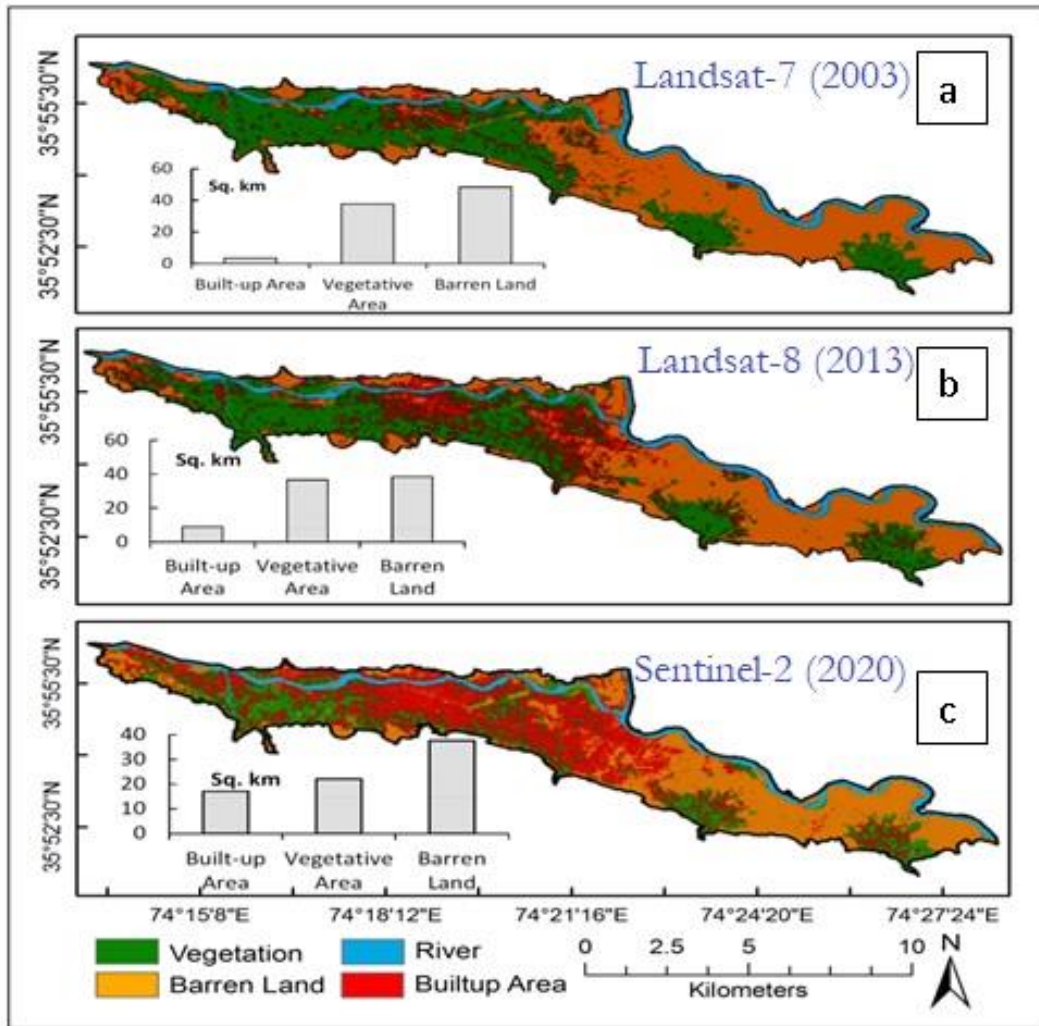 Landsat-7 (2003)
a
35°55'30"N
35°52'30"N
60
40
20
0
Sq. km
Built-up Area
Vegetative
Area
Barren Land
Landsat-8 (2013)
b
35°55'30"N
35°52'30"N
60
40
20
0
Sq. km
Built-up
Area
Vegetative
Area
Barren
Land
Sentinel-2 (2020)
c
35°55'30"N
35°52'30"N
40
30
20
10
0
Sq. km
Built-up
Area
Vegetative
Area
Barren
Land
74°15'8"E 74°18'12"E 74°21'16"E 74°24'20"E 74°27'24"E
Vegetation
River
Barren Land
Builtup Area
0 2.5 5 10
Kilometers
N